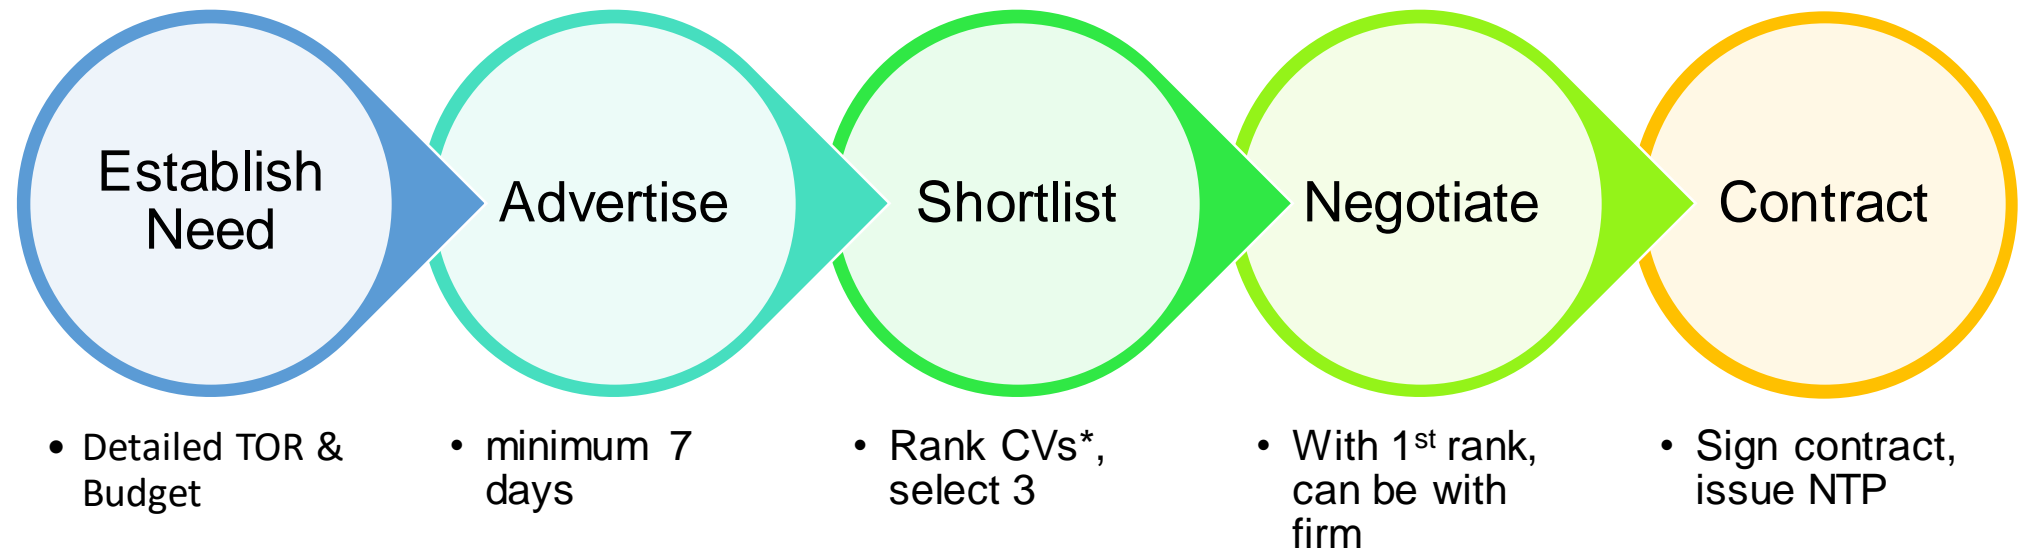 Establish
Need
Advertise
Shortlist
Negotiate
Contract
• Detailed TOR &
Budget
• minimum 7
days
• Rank CVs*,
select 3
• With 1st rank,
can be with
firm
• Sign contract,
issue NTP